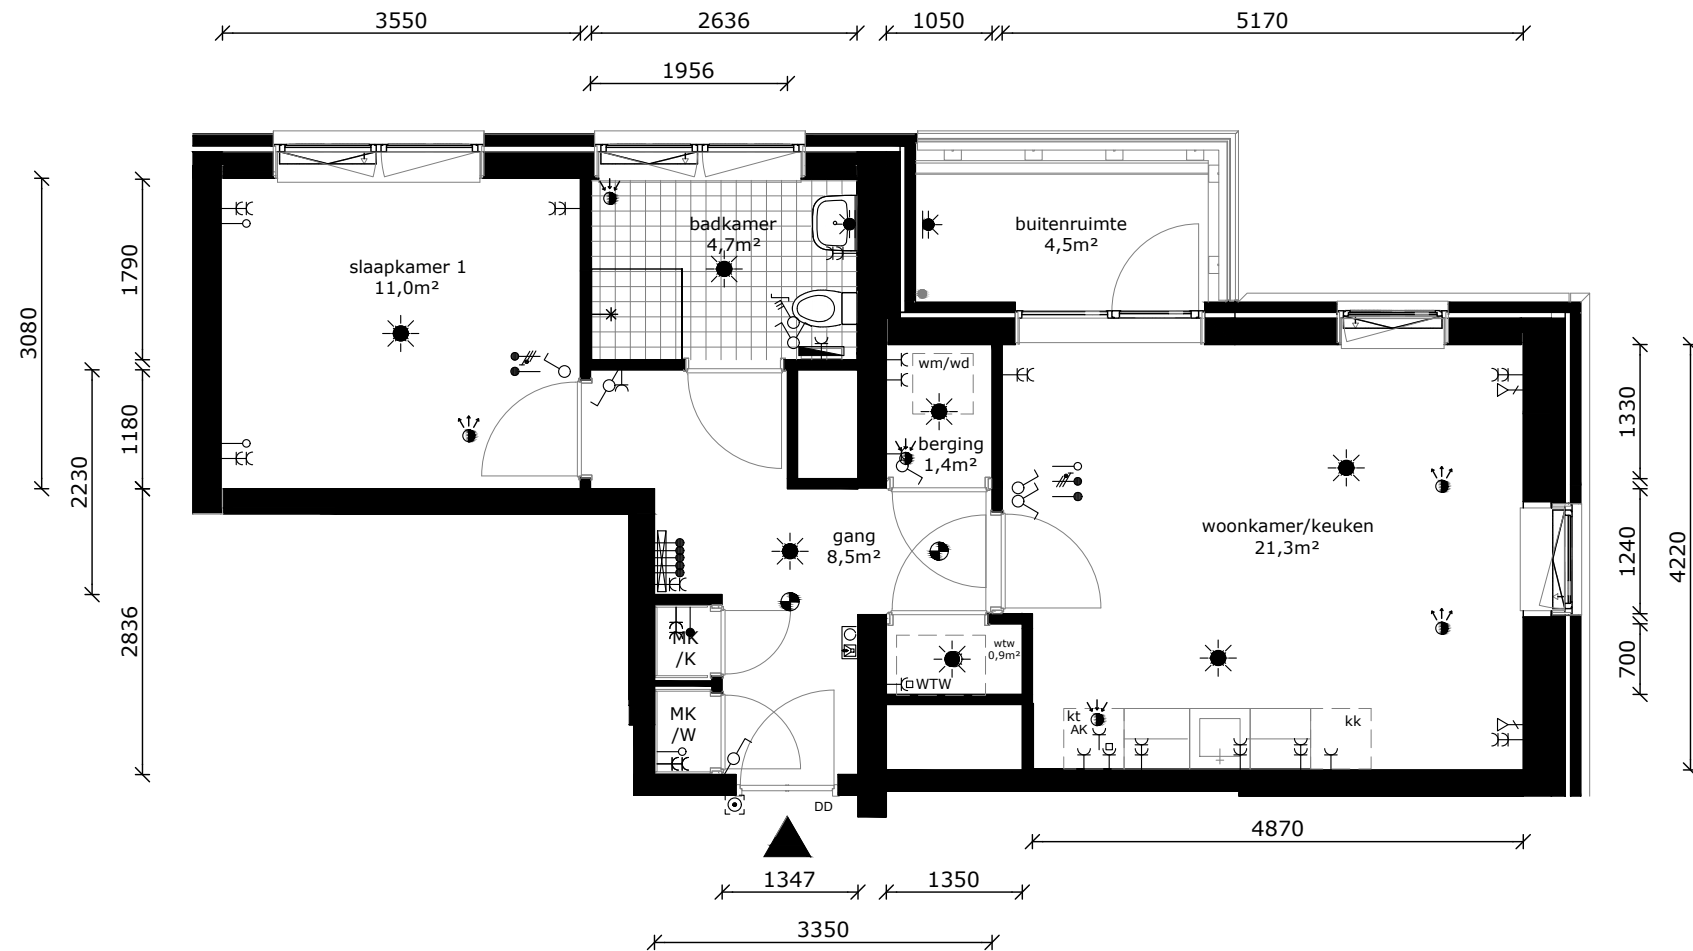 3550
2636
1050
5170
1956
badkamer
4,7m²
buitenruimte
4,5m²
slaapkamer 1
11,0m²
1790
3080
1180
2230
2836
wm/wd
berging
1,4m²
1330
woonkamer/keuken
21,3m²
gang
8,5m²
1240
4220
700
MK
/K
wtw
0,9m²
WTW
MK
/W
kt
AK
kk
DD
4870
1347
1350
3350